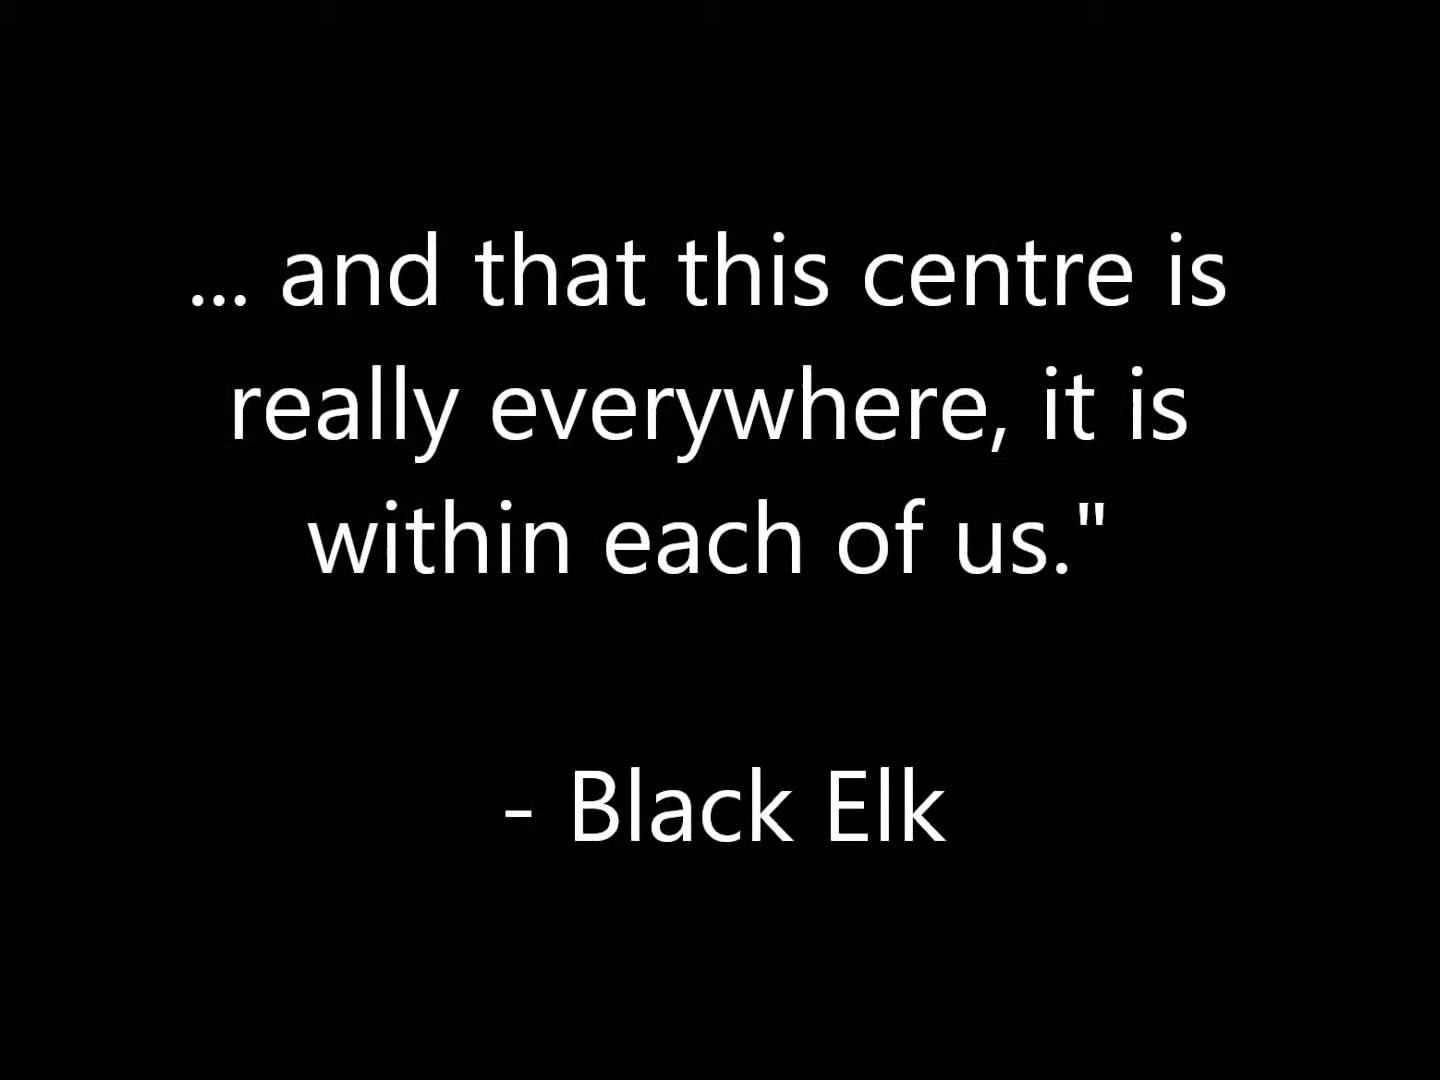 ... and that this centre is
really everywhere, it is
within each of us."
- Black Elk